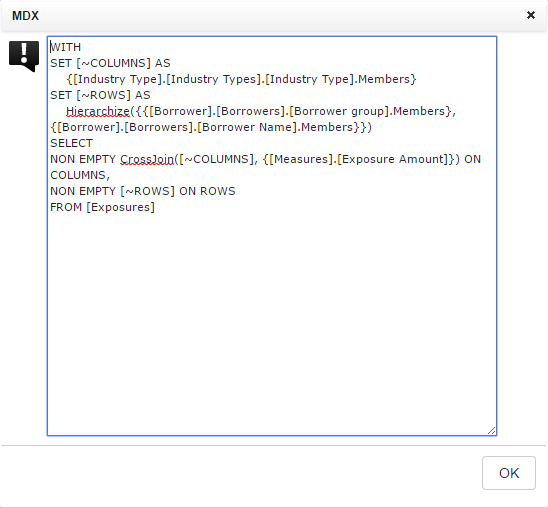 MDX
WITH
SET [~COLUMNS] AS
{[Industry Type].[Industry Types].[Industry Type].Members}
SET [~ROWS] AS
Hierarchize({{[Borrower].[Borrowers].[Borrower group].Members},
{[Borrower].[Borrowers].[Borrower Name].Members}})
SELECT
NON EMPTY CrossJoin([~COLUMNS], {[Measures].[Exposure Amount]}) ON
COLUMNS,
NON EMPTY [~ROWS] ON ROWS
FROM [Exposures]
OK